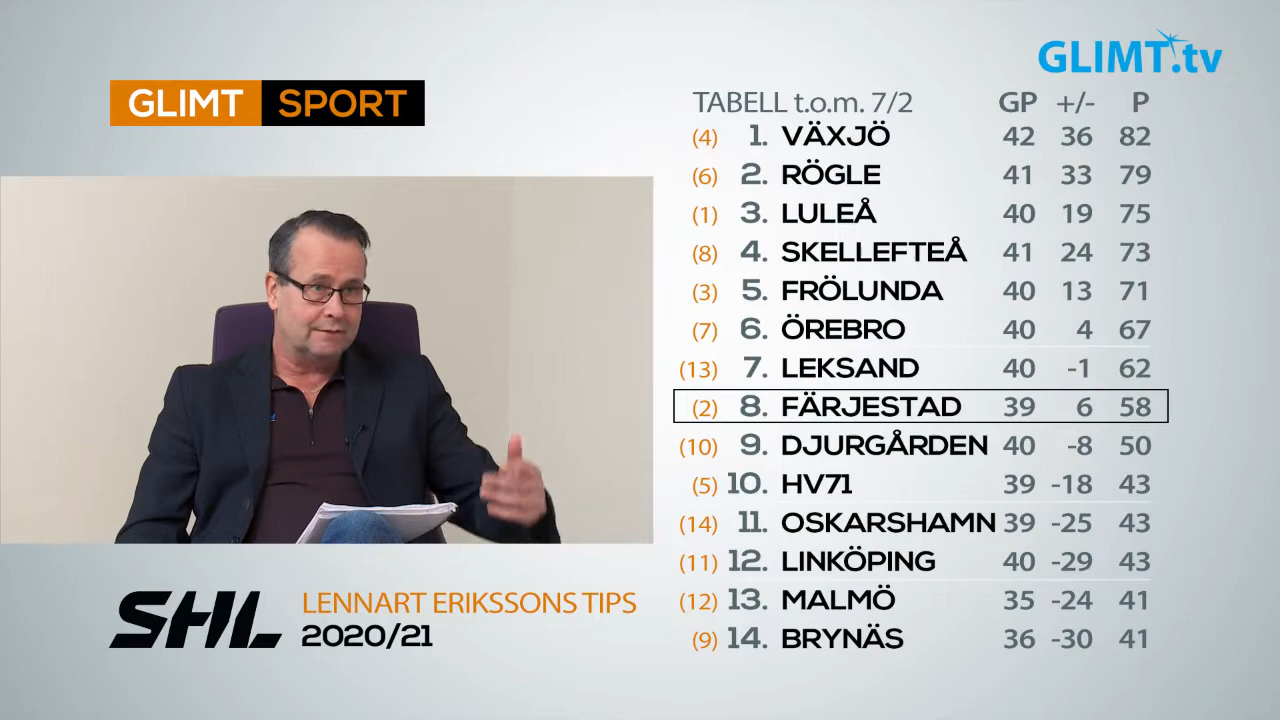 GLIMT.tv
GLIMT SPORT
TABELL t.o.m. 7/2 GP +/- P
(4) 1. VÄXJÖ 42 36 82
(6) 2. RÖGLE 41 33 79
(1) 3. LULEÅ 40 19 75
(8) 4. SKELLEFTEÅ 41 24 73
(3) 5. FRÖLUNDA 40 13 71
(7) 6. ÖREBRO 40 4 67
(13) 7. LEKSAND 40 -1 62
(2) 8. FÄRJESTAD 39 6 58
(10) 9. DJURGÅRDEN 40 -8 50
(5) 10. HV71 39 -18 43
(14) 11. OSKARSHAMN 39 -25 43
(11) 12. LINKÖPING 40 -29 43
(12) 13. MALMÖ 35 -24 41
(9) 14. BRYNÄS 36 -30 41
SHL
LENNART ERIKSSONS TIPS
2020/21